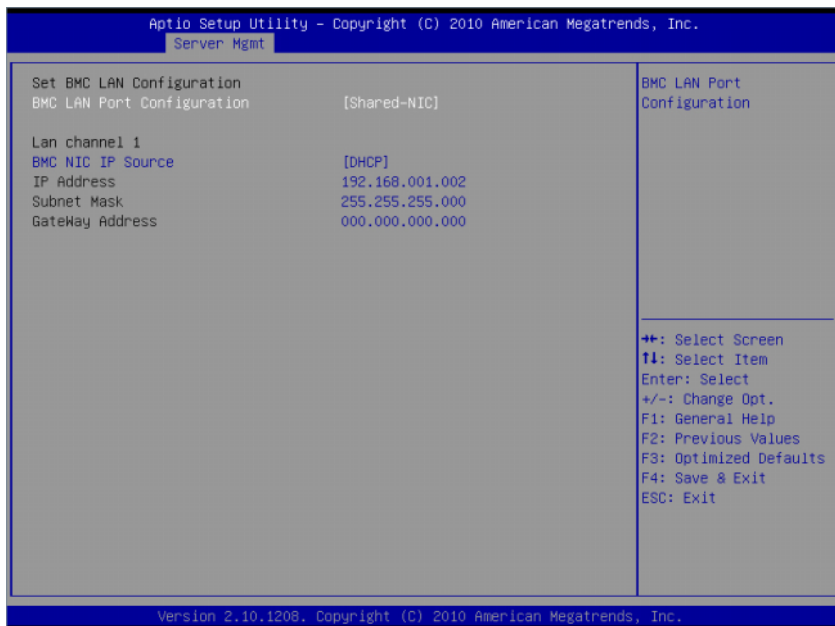 Aptio Setup Utility – Copyright (C) 2010 American Megatrends, Inc.
Server Mgmt
Set BMC LAN Configuration
BMC LAN Port Configuration [Shared-NIC]
Lan channel 1
BMC NIC IP Source [DHCP]
IP Address 192.168.001.002
Subnet Mask 255.255.255.000
GateWay Address 000.000.000.000
BMC LAN Port
Configuration
→←: Select Screen
↑↓: Select Item
Enter: Select
+/-: Change Opt.
F1: General Help
F2: Previous Values
F3: Optimized Defaults
F4: Save & Exit
ESC: Exit
Version 2.10.1208. Copyright (C) 2010 American Megatrends, Inc.